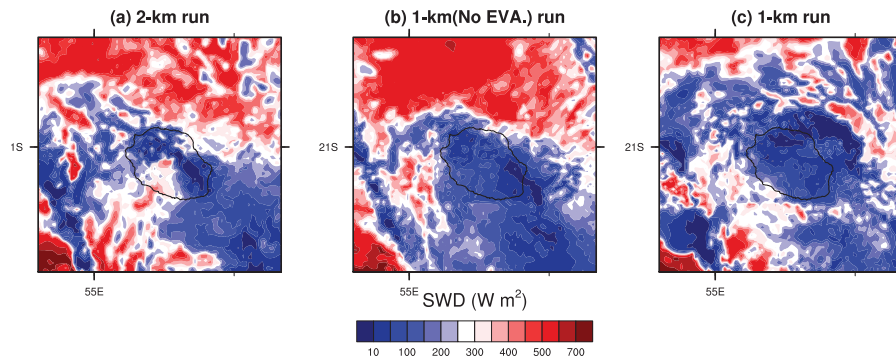 (a) 2-km run
(b) 1-km(No EVA.) run
(c) 1-km run
1S
21S
21S
55E
55E
55E
SWD (W m²)
10 100 200 300 400 500 700